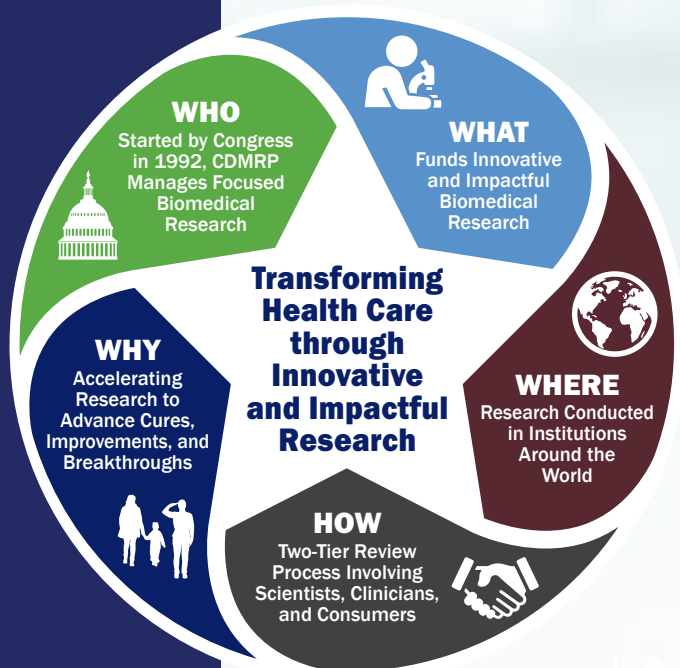 WHO
Started by Congress
in 1992, CDMRP
Manages Focused
Biomedical
Research
WHAT
Funds Innovative
and Impactful
Biomedical
Research
WHERE
Research Conducted
in Institutions
Around the
World
HOW
Two-Tier Review
Process Involving
Scientists, Clinicians,
and Consumers
WHY
Accelerating
Research to
Advance Cures,
Improvements, and
Breakthroughs
Transforming
Health Care
through
Innovative
and Impactful
Research